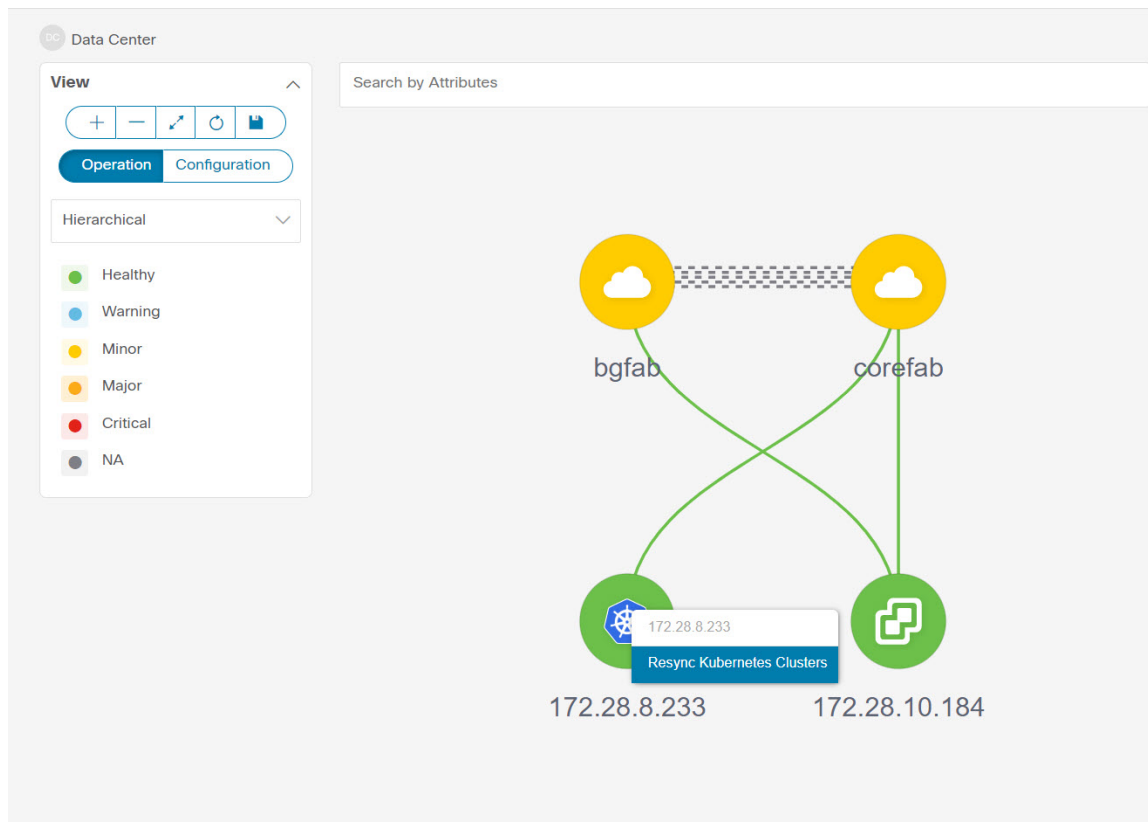 DC Data Center
View
Search by Attributes
Operation Configuration
Hierarchical
Healthy
Warning
Minor
Major
Critical
NA
bgfab corefab
172.28.8.233
Resync Kubernetes Clusters
172.28.8.233 172.28.10.184